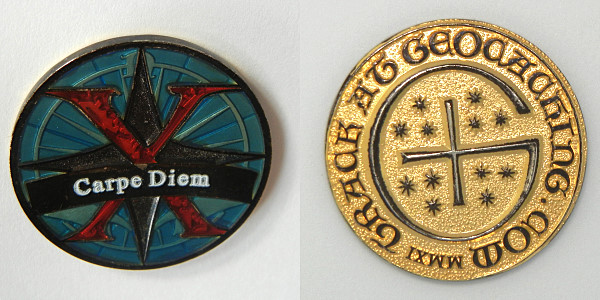 X
Carpe Diem
TRACK AT GEOCACHING.COM
MMXI